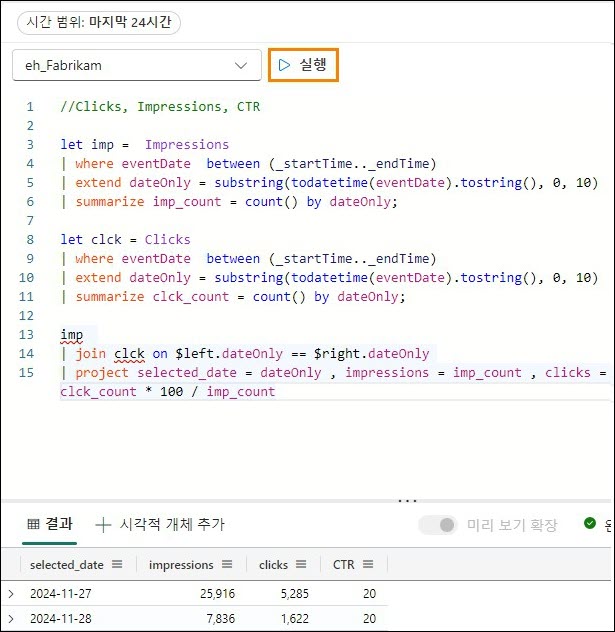 시간 범위: 마지막 24시간
eh_Fabrikam
실행
1 //Clicks, Impressions, CTR
2
3 let imp =  Impressions
4 | where eventDate  between (_startTime.._endTime)
5 | extend dateOnly = substring(todatetime(eventDate).tostring(), 0, 10)
6 | summarize imp_count = count() by dateOnly;
7
8 let clck = Clicks
9 | where eventDate  between (_startTime.._endTime)
10 | extend dateOnly = substring(todatetime(eventDate).tostring(), 0, 10)
11 | summarize clck_count = count() by dateOnly;
12
13 imp
14 | join clck on $left.dateOnly == $right.dateOnly
15 | project selected_date = dateOnly , impressions = imp_count , clicks =
clck_count * 100 / imp_count
결과 시각적 개체 추가 미리 보기 확장
selected_date impressions clicks CTR
2024-11-27 25,916 5,285 20
2024-11-28 7,836 1,622 20